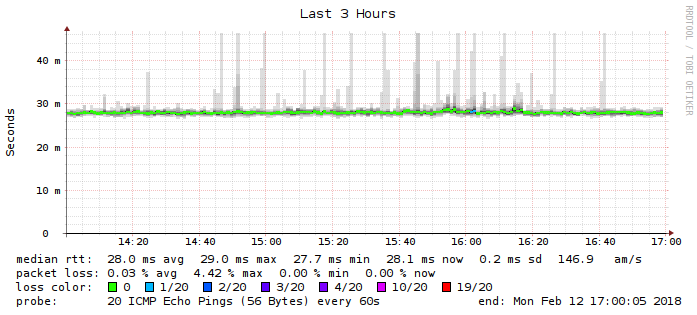 Last 3 Hours
RRDTOOL / TOBI OETIKER
Seconds
40 m
30 m
20 m
10 m
0
14:20 14:40 15:00 15:20 15:40 16:00 16:20 16:40 17:00
median rtt: 28.0 ms avg 29.0 ms max 27.7 ms min 28.1 ms now 0.2 ms sd 146.9 am/s
packet loss: 0.03 % avg 4.42 % max 0.00 % min 0.00 % now
loss color: 0 1/20 2/20 3/20 4/20 10/20 19/20
probe: 20 ICMP Echo Pings (56 Bytes) every 60s end: Mon Feb 12 17:00:05 2018